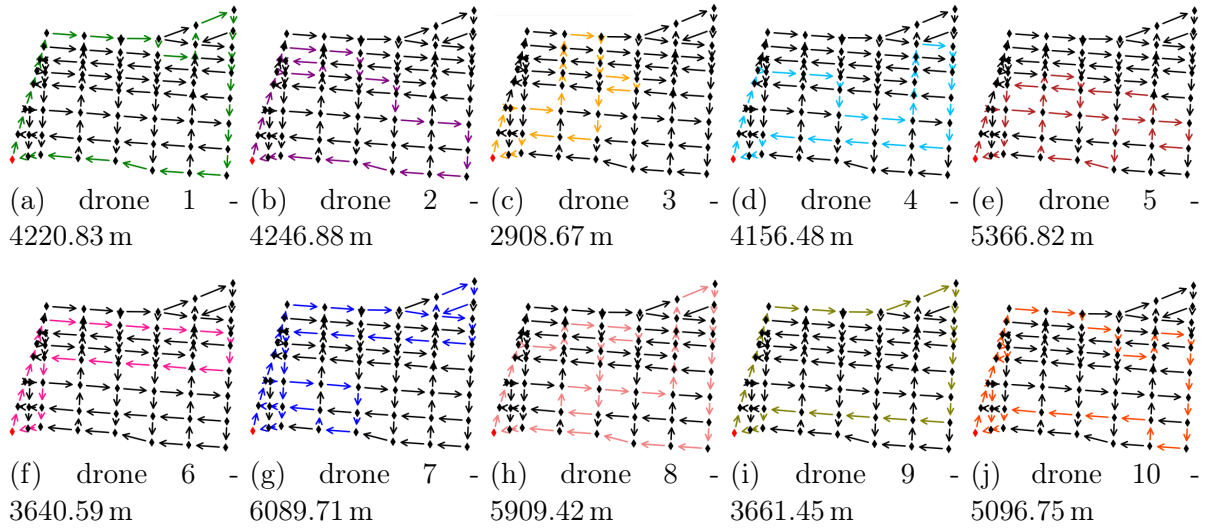 (a) drone 1 -
4220.83 m
(b) drone 2 -
4246.88 m
(c) drone 3 -
2908.67 m
(d) drone 4 -
4156.48 m
(e) drone 5 -
5366.82 m
(f) drone 6 -
3640.59 m
(g) drone 7 -
6089.71 m
(h) drone 8 -
5909.42 m
(i) drone 9 -
3661.45 m
(j) drone 10 -
5096.75 m